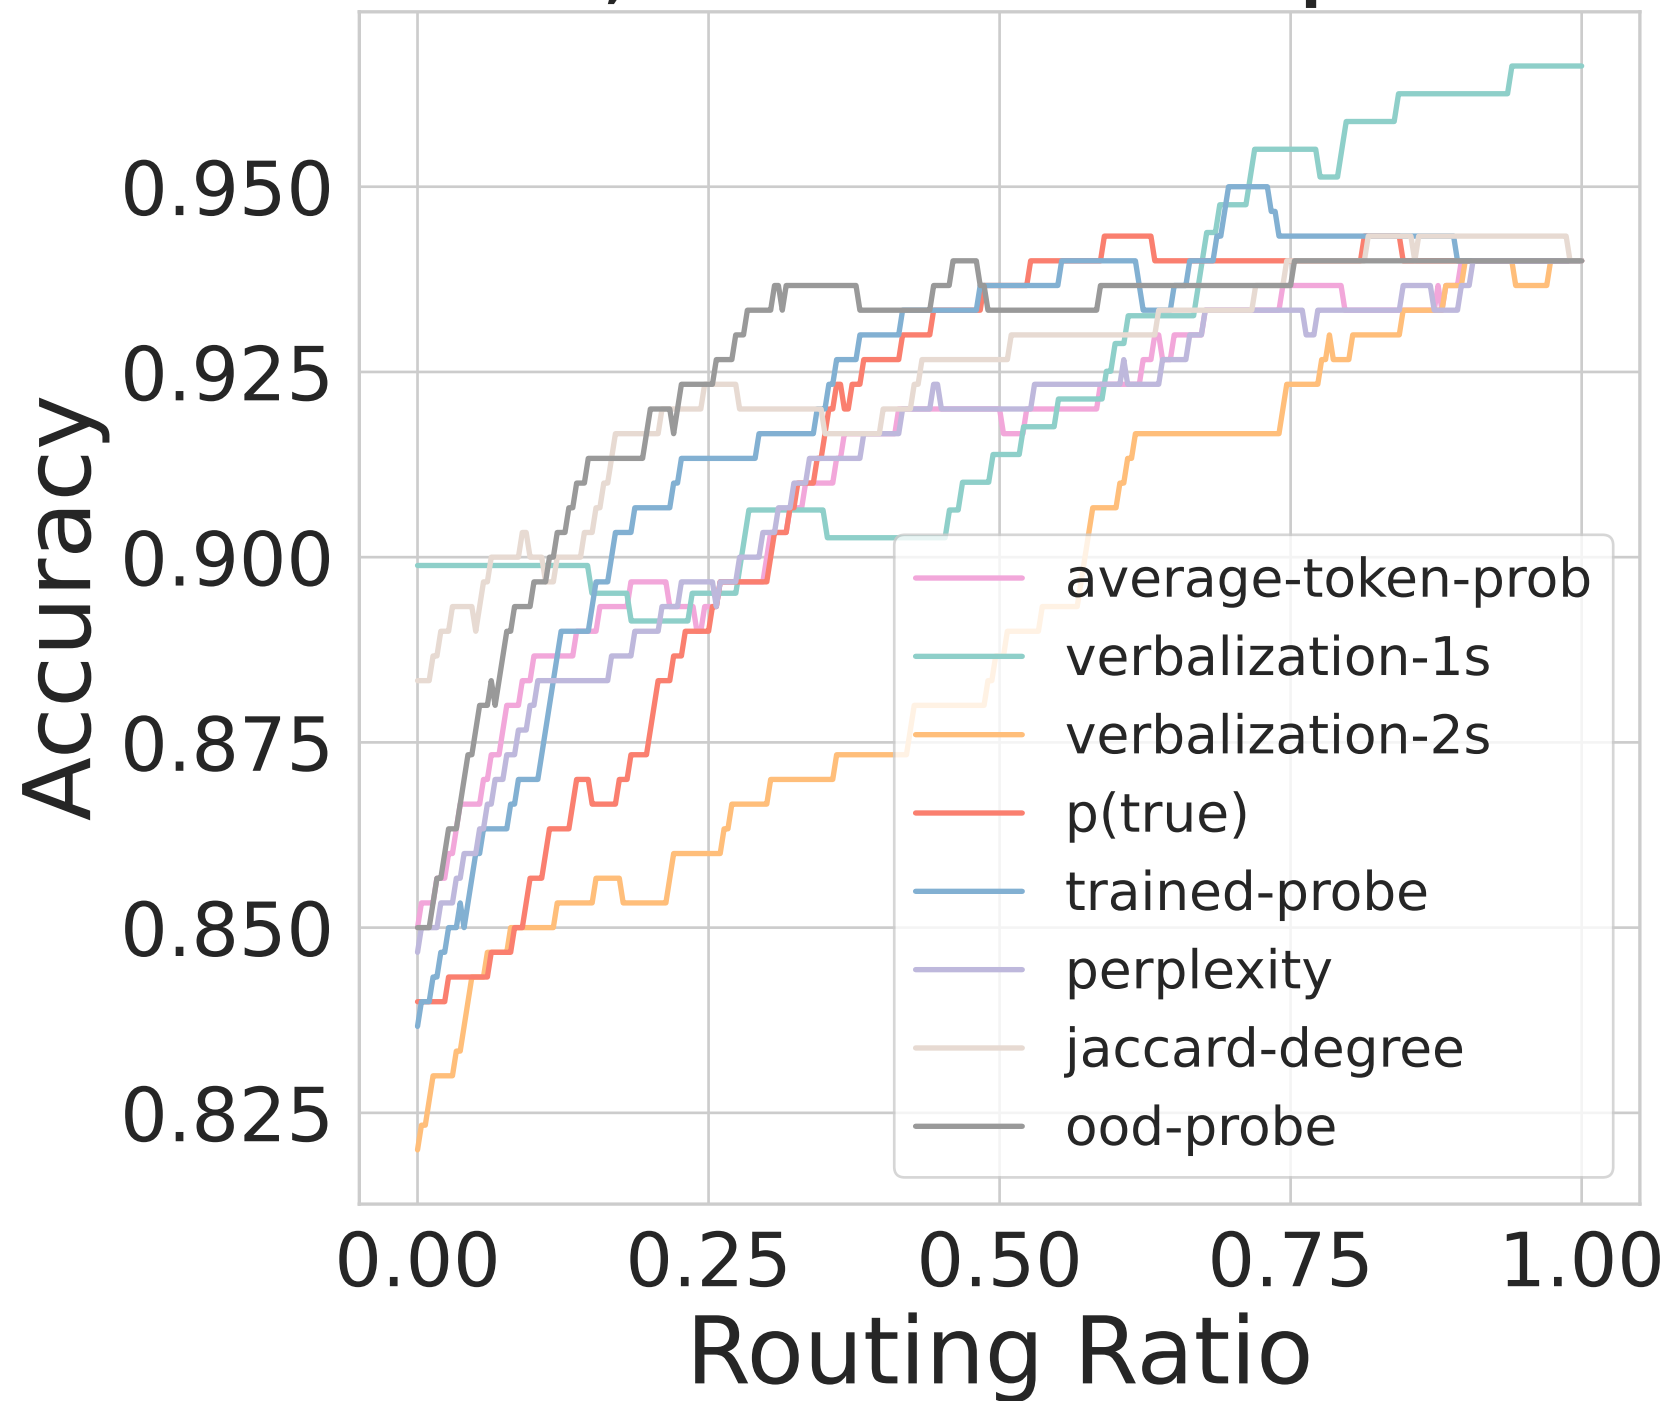 Accuracy
0.950
0.925
0.900
0.875
0.850
0.825
average-token-prob
verbalization-1s
verbalization-2s
p(true)
trained-probe
perplexity
jaccard-degree
ood-probe
0.00 0.25 0.50 0.75 1.00
Routing Ratio